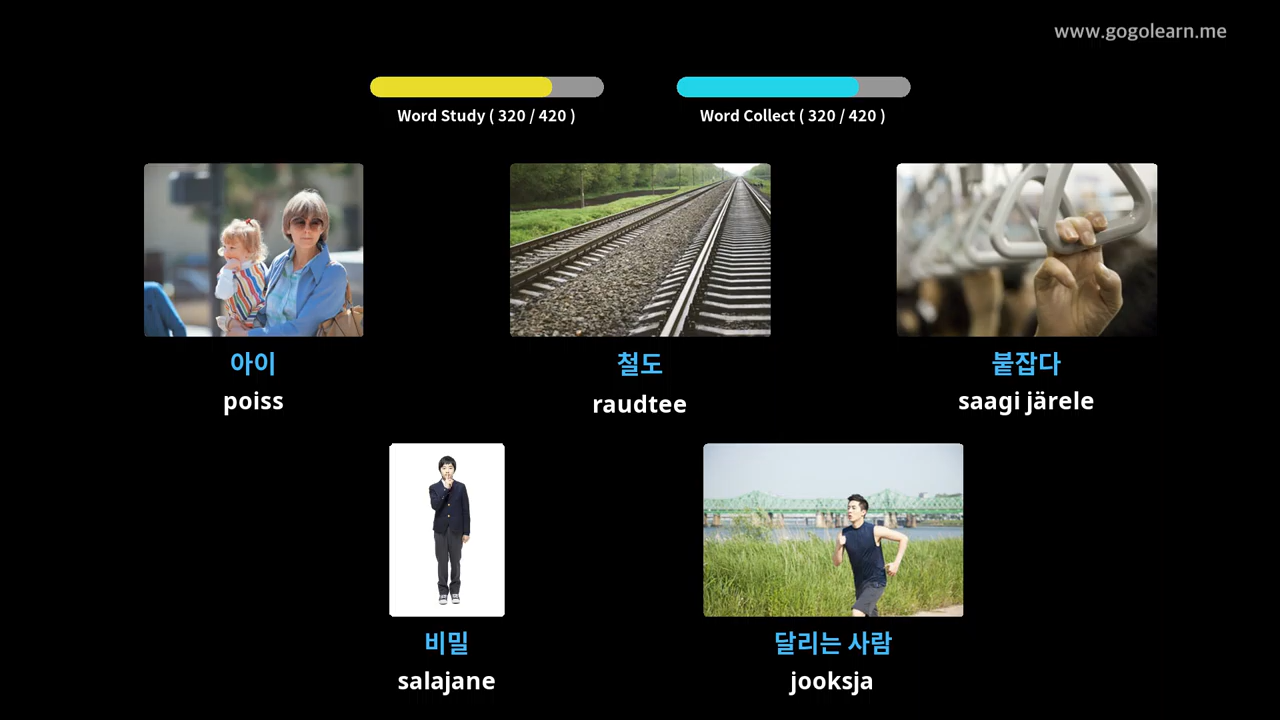 www.gogolearn.me
Word Study ( 320 / 420 )
Word Collect ( 320 / 420 )
아이
poiss
철도
raudtee
붙잡다
saagi järele
비밀
salajane
달리는 사람
jooksja